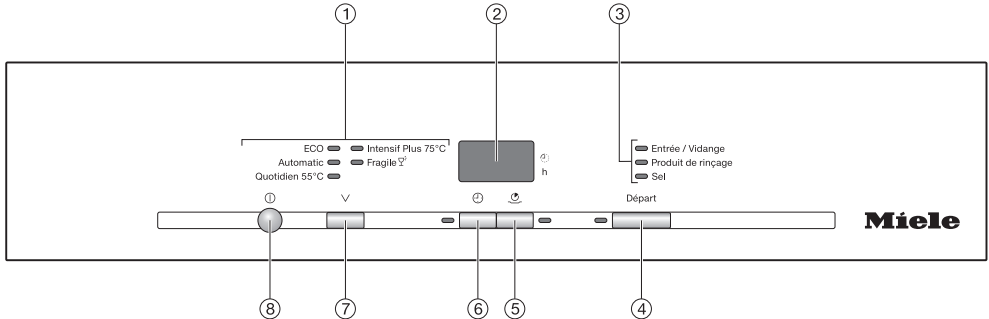 1
2
3
ECO
Intensif Plus 75°C
Automatic
Fragile
Quotidien 55°C
h
Entrée / Vidange
Produit de rinçage
Sel
Départ
Miele
8
7
6
5
4